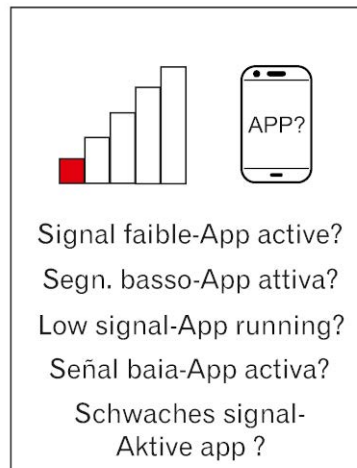 APP?
Signal faible-App active?
Segn. basso-App attiva?
Low signal-App running?
Señal baia-App activa?
Schwaches signal-
Aktive app ?